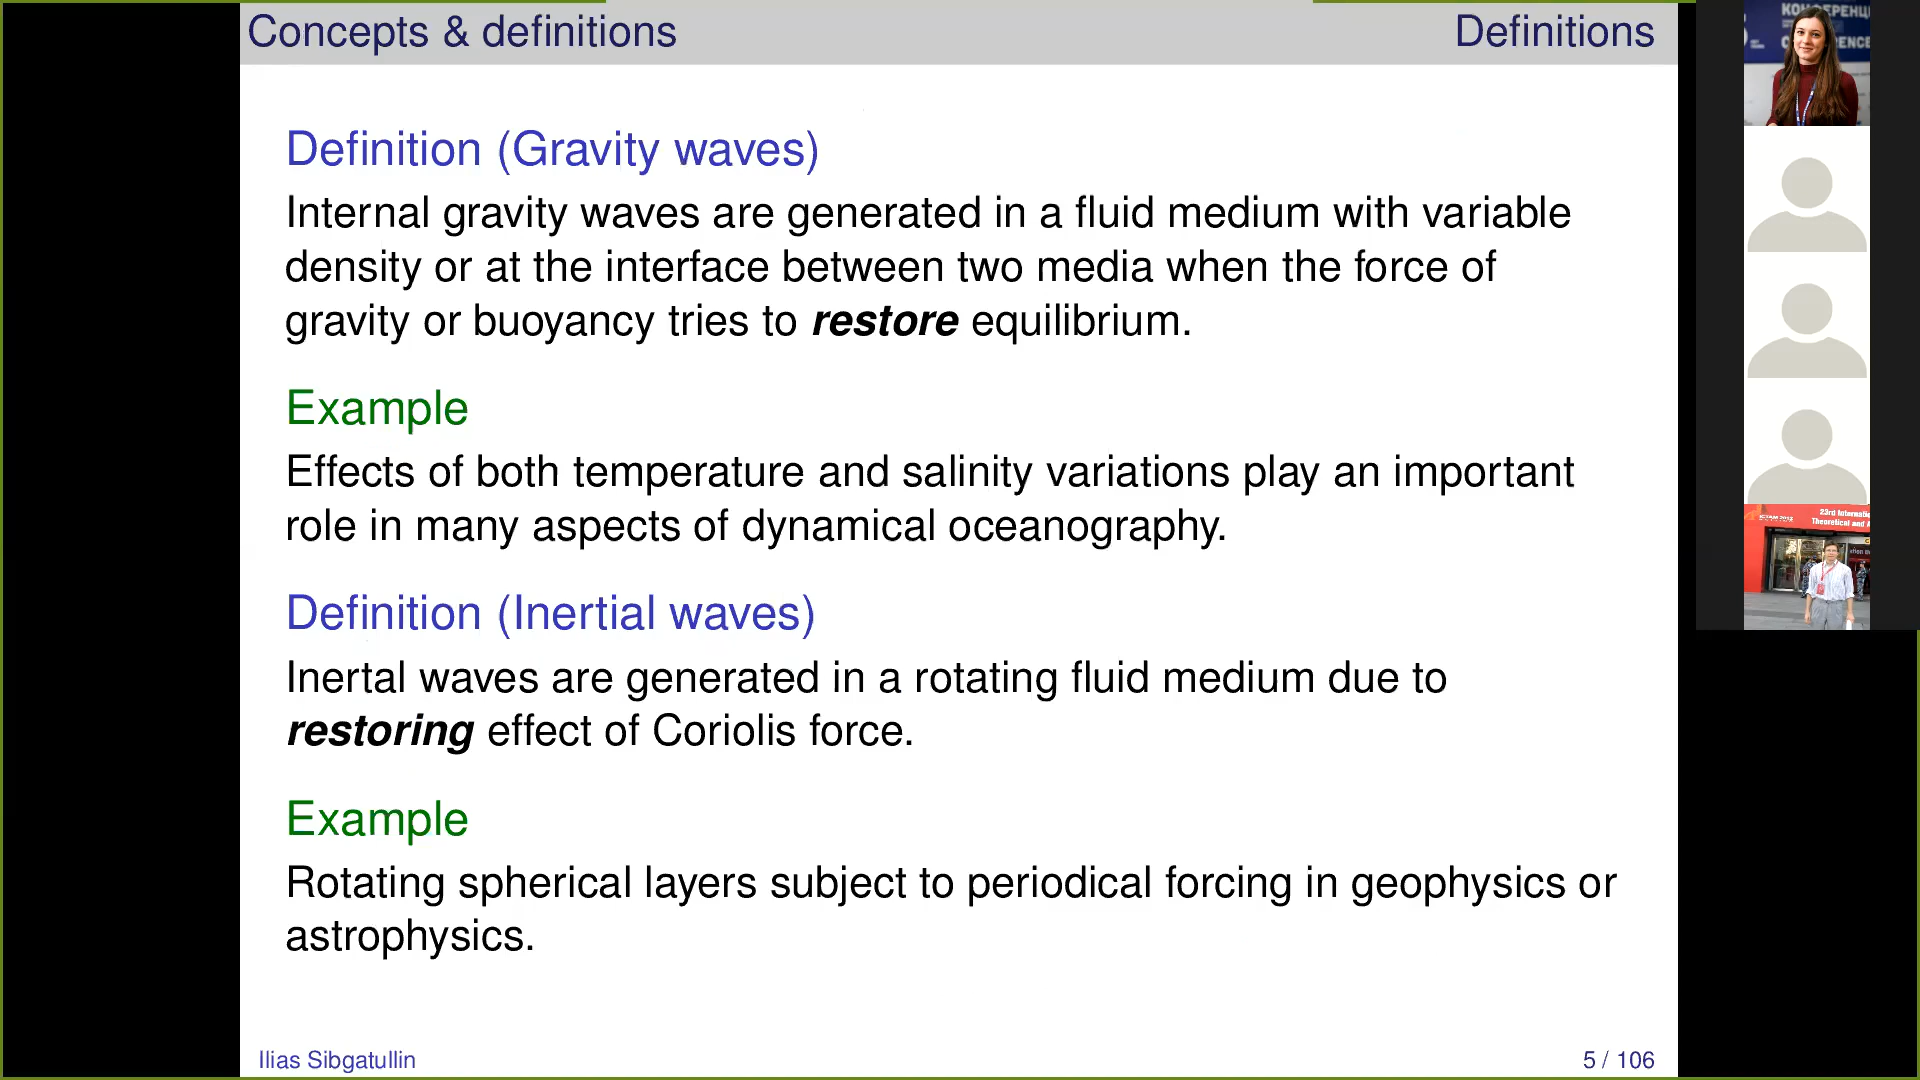 Concepts & definitions
Definitions
Definition (Gravity waves)
Internal gravity waves are generated in a fluid medium with variable
density or at the interface between two media when the force of
gravity or buoyancy tries to restore equilibrium.
Example
Effects of both temperature and salinity variations play an important
role in many aspects of dynamical oceanography.
Definition (Inertial waves)
Inertal waves are generated in a rotating fluid medium due to
restoring effect of Coriolis force.
Example
Rotating spherical layers subject to periodical forcing in geophysics or
astrophysics.
Ilias Sibgatullin
5 / 106
23rd Internatio
Theoretical and A